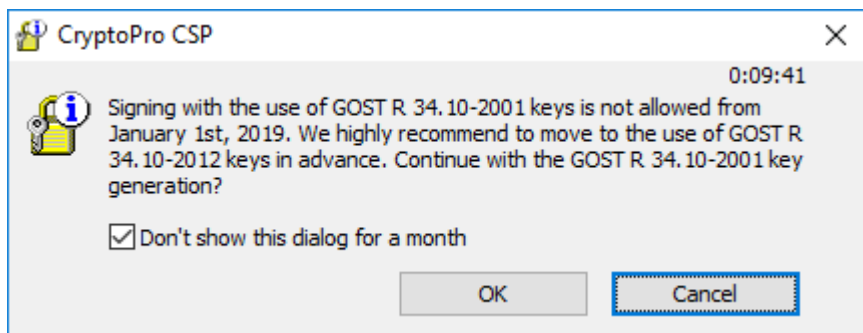 CryptoPro CSP
0:09:41
Signing with the use of GOST R 34.10-2001 keys is not allowed from
January 1st, 2019. We highly recommend to move to the use of GOST R
34.10-2012 keys in advance. Continue with the GOST R 34.10-2001 key
generation?
Don't show this dialog for a month
OK
Cancel